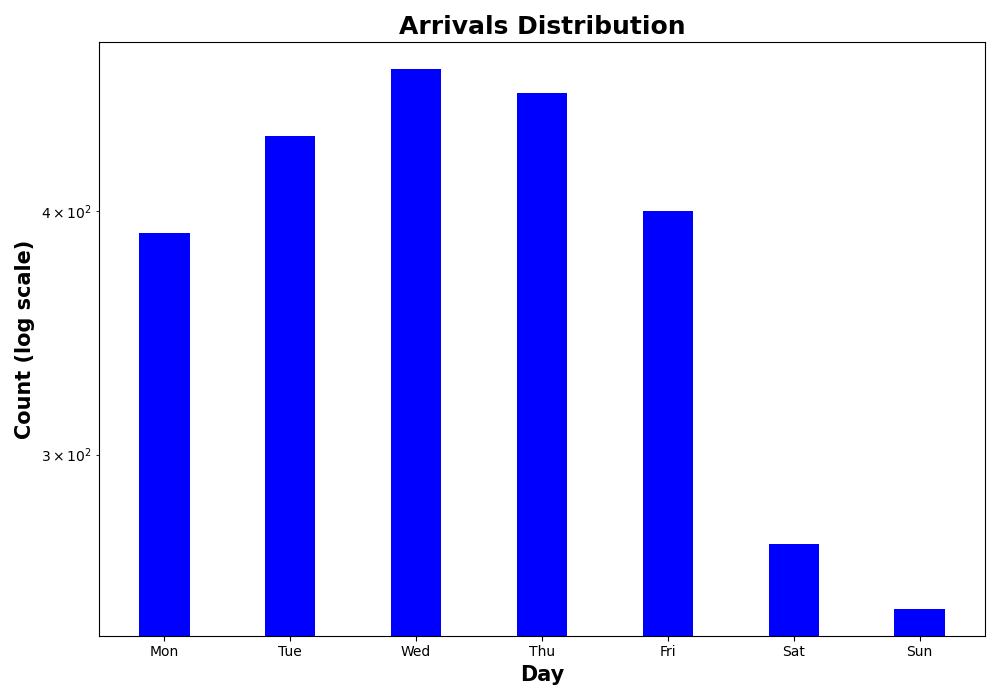 Arrivals Distribution
Count (log scale)
4 × 10²
3 × 10²
Mon Tue Wed Thu Fri Sat Sun
Day